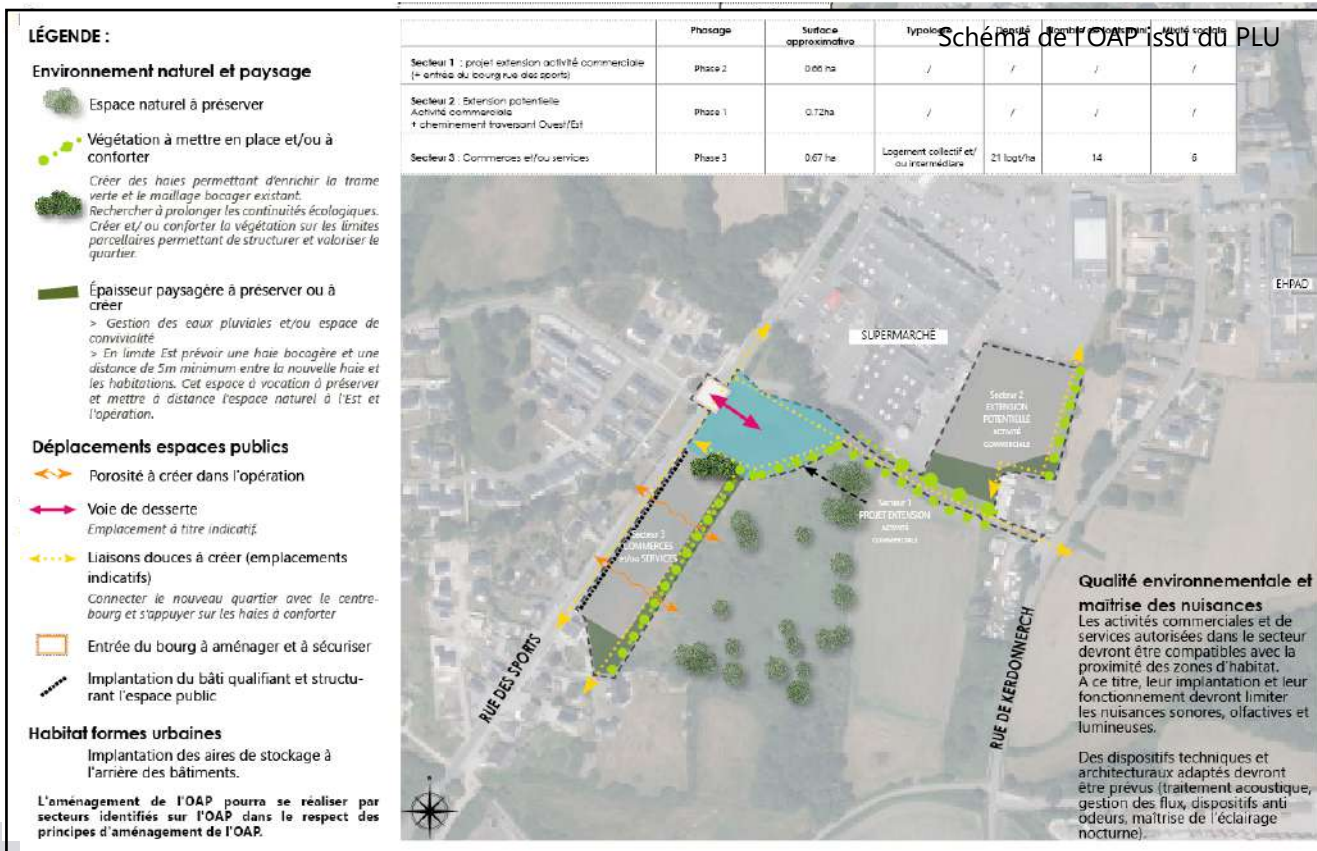 LÉGENDE :
Environnement naturel et paysage
Espace naturel à préserver
Végétation à mettre en place et/ou à
conforter
Créer des haies permettant d'enrichir la trame
verte et le maillage bocager existant.
Rechercher à prolonger les continuités écologiques.
Créer et/ ou conforter la végétation sur les limites
parcellaires permettant de structurer et valoriser le
quartier.
Épaisseur paysagère à préserver ou à
créer
> Gestion des eaux pluviales et/ou espace de
convivialité
> En limite Est prévoir une haie bocagère et une
distance de 5m minimum entre la nouvelle haie et
les habitations. Cet espace à vocation à préserver
et mettre à distance l'espace naturel à l'Est et
l'opération.
Déplacements espaces publics
Porosité à créer dans l'opération
Voie de desserte
Emplacement à titre indicatif.
Liaisons douces à créer (emplacements
indicatifs)
Connecter le nouveau quartier avec le centre-
bourg et s'appuyer sur les haies à conforter
Entrée du bourg à aménager et à sécuriser
Implantation du bâti qualifiant et structu-
rant l'espace public
Habitat formes urbaines
Implantation des aires de stockage à
l'arrière des bâtiments.
L'aménagement de l'OAP pourra se réaliser par
secteurs identifiés sur l'OAP dans le respect des
principes d'aménagement de l'OAP.
Schéma de l'OAP issu du PLU
Phasage Surface approximative Typologie Densité Mixité sociale
Secteur 1 : projet extension activité commerciale
(+ entrée du bourg rue des sports) Phase 2 0.66 ha / / / /
Secteur 2 : Extension potentielle
Activité commerciale
+ cheminement traversant Ouest/Est Phase 1 0.72ha / / / /
Secteur 3 : Commerces et/ou services Phase 3 0.67 ha Logement collectif et/ ou intermédiare 21 logt/ha 14 6
EHPAD
SUPERMARCHÉ
Secteur 2
EXTENSION
POTENTIELLE
ACTIVITÉ
COMMERCIALE
Secteur 1
PROJET EXTENSION
ACTIVITÉ
COMMERCIALE
Secteur 3
COMMERCES
et/ou SERVICES
RUE DES SPORTS
RUE DE KERDONNERCH
Qualité environnementale et
maîtrise des nuisances
Les activités commerciales et de
services autorisées dans le secteur
devront être compatibles avec la
proximité des zones d'habitat.
A ce titre, leur implantation et leur
fonctionnement devront limiter
les nuisances sonores, olfactives et
lumineuses.
Des dispositifs techniques et
architecturaux adaptés devront
être prévus (traitement acoustique,
gestion des flux, dispositifs anti
odeurs, maîtrise de l'éclairage
nocturne).